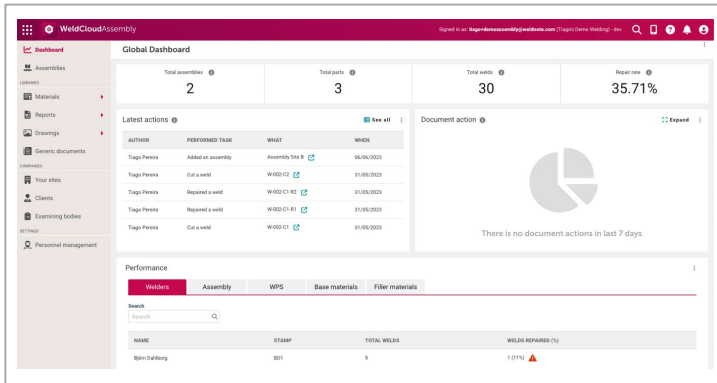 WeldCloudAssembly
Signed in as: tiago+demoassembly@weldnote.com (Tiago's Demo Welding) - dev
Dashboard
Assemblies
LIBRARIES
Materials
Reports
Drawings
Generic documents
COMPANIES
Your sites
Clients
Examining bodies
SETTINGS
Personnel management
Global Dashboard
Total assemblies
2
Total parts
3
Total welds
30
Repair rate
35.71%
Latest actions
See all
AUTHOR PERFORMED TASK WHAT WHEN
Tiago Pereira Added an assembly Assembly Site B 06/06/2023
Tiago Pereira Cut a weld W-002-C2 31/05/2023
Tiago Pereira Repaired a weld W-002-C1-R2 31/05/2023
Tiago Pereira Repaired a weld W-002-C1-R1 31/05/2023
Tiago Pereira Cut a weld W-002-C1 31/05/2023
Document action
Expand
There is no document actions in last 7 days
Performance
Welders Assembly WPS Base materials Filler materials
Search
Search
NAME STAMP TOTAL WELDS WELDS REPAIRED (%)
Björn Dahlborg BD1 9 1 (11%)